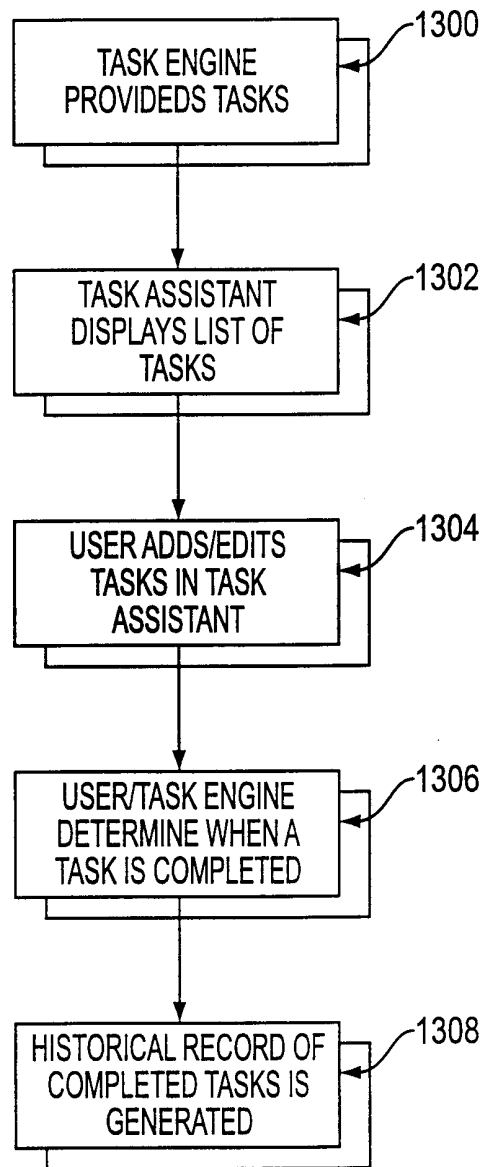 1300
TASK ENGINE
PROVIDEDS TASKS
1302
TASK ASSISTANT
DISPLAYS LIST OF
TASKS
1304
USER ADDS/EDITS
TASKS IN TASK
ASSISTANT
1306
USER/TASK ENGINE
DETERMINE WHEN A
TASK IS COMPLETED
1308
HISTORICAL RECORD OF
COMPLETED TASKS IS
GENERATED